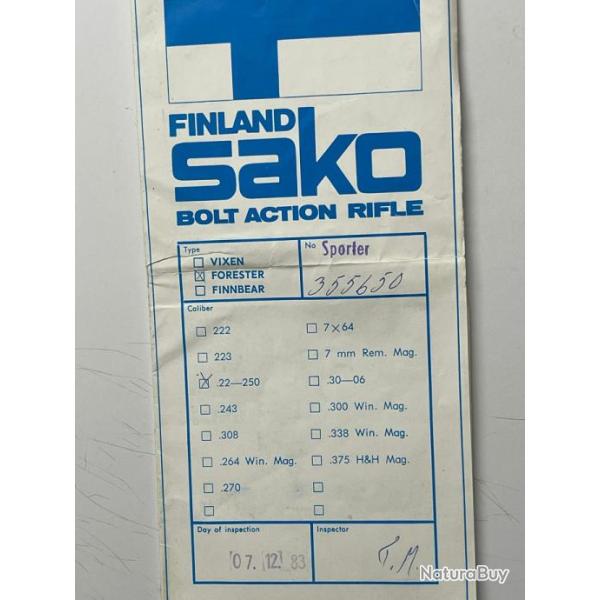 FINLAND
sako
BOLT ACTION RIFLE
Type
VIXEN
FORESTER
FINNBEAR
No Sporter
355650
Caliber
222
223
.22—250
.243
.308
.264 Win. Mag.
.270
7×64
7 mm Rem. Mag.
.30—06
.300 Win. Mag.
.338 Win. Mag.
.375 H&H Mag.
Day of inspection
07. 12. 83
Inspector
T.M.
NaturaBuy